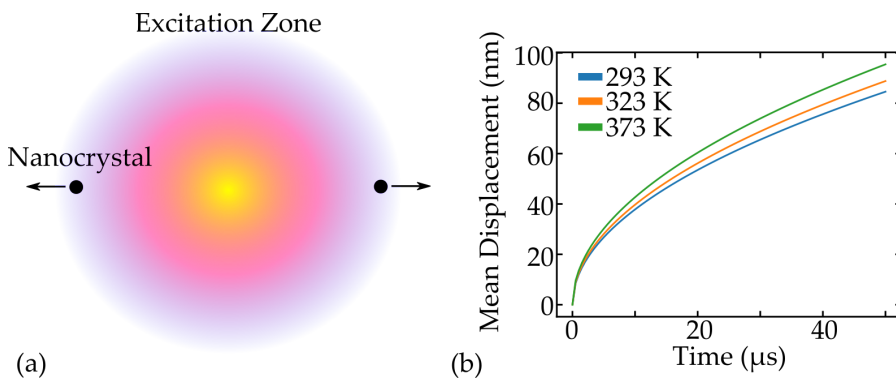 Excitation Zone
Nanocrystal
(a)
Mean Displacement (nm)
100
80
60
40
20
0
293 K
323 K
373 K
0
20
40
Time (µs)
(b)